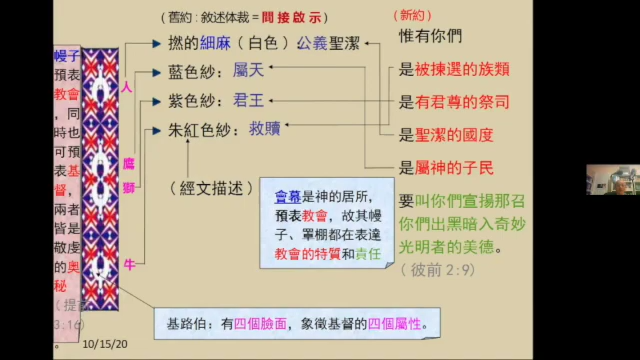 (舊約：敘述体裁 = 間接啟示)
(新約)
撚的細麻（白色）公義聖潔
藍色紗：屬天
紫色紗：君王
朱紅色紗：救贖
(經文描述)
人
鷹
獅
牛
惟有你們
是被揀選的族類
是有君尊的祭司
是聖潔的國度
是屬神的子民
要叫你們宣揚那召
你們出黑暗入奇妙
光明者的美德。
(彼前 2:9)
幔子
預表
教會
，同
時也
可預
表基
督，
兩者
皆是
敬虔
的奧
秘
(提前
3:16)
。
會幕是神的居所，
預表教會，故其幔
子、罩棚都在表達
教會的特質和責任
基路伯：有四個臉面，象徵基督的四個屬性。
10/15/20